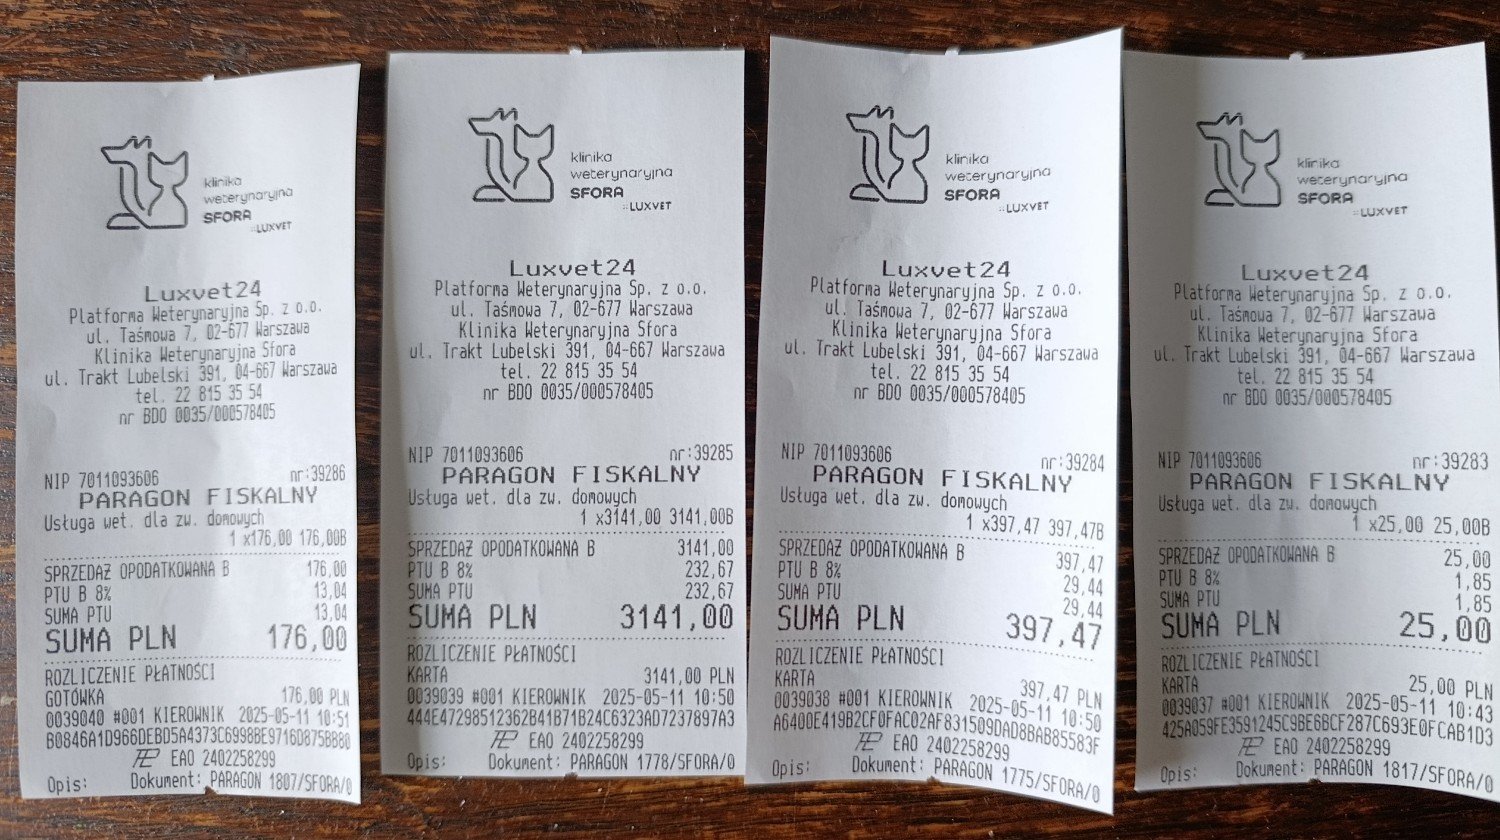 klinika
weterynaryjna
SFORA
::LUXVET
Luxvet24
Platforma Weterynaryjna Sp. z o.o.
ul. Taśmowa 7, 02-677 Warszawa
Klinika Weterynaryjna Sfora
ul. Trakt Lubelski 391, 04-667 Warszawa
tel. 22 815 35 54
nr BDO 0035/000578405
NIP 7011093606 nr:39286
PARAGON FISKALNY
Usługa wet. dla zw. domowych
1 x176,00 176,00B
SPRZEDAŻ OPODATKOWANA B 176,00
PTU B 8% 13,04
SUMA PTU 13,04
SUMA PLN 176,00
ROZLICZENIE PŁATNOŚCI
GOTÓWKA 176,00 PLN
0039040 #001 KIEROWNIK 2025-05-11 10:51
B0846A1D966DEBD5A4373C6998BE9716D875BBB0
EAO 2402258299
Opis: Dokument: PARAGON 1807/SFORA/0
klinika
weterynaryjna
SFORA
::LUXVET
Luxvet24
Platforma Weterynaryjna Sp. z o.o.
ul. Taśmowa 7, 02-677 Warszawa
Klinika Weterynaryjna Sfora
ul. Trakt Lubelski 391, 04-667 Warszawa
tel. 22 815 35 54
nr BDO 0035/000578405
NIP 7011093606 nr:39285
PARAGON FISKALNY
Usługa wet. dla zw. domowych
1 x3141,00 3141,00B
SPRZEDAŻ OPODATKOWANA B 3141,00
PTU B 8% 232,67
SUMA PTU 232,67
SUMA PLN 3141,00
ROZLICZENIE PŁATNOŚCI
KARTA 3141,00 PLN
0039039 #001 KIEROWNIK 2025-05-11 10:50
444E47298512362B41B71B24C6323AD7237897A3
EAO 2402258299
Dokument: PARAGON 1778/SFORA/0
klinika
weterynaryjna
SFORA
::LUXVET
Luxvet24
Platforma Weterynaryjna Sp. z o.o.
ul. Taśmowa 7, 02-677 Warszawa
Klinika Weterynaryjna Sfora
ul. Trakt Lubelski 391, 04-667 Warszawa
tel. 22 815 35 54
nr BDO 0035/000578405
NIP 7011093606 nr:39284
PARAGON FISKALNY
Usługa wet. dla zw. domowych
1 x397,47 397,47B
SPRZEDAŻ OPODATKOWANA B 397,47
PTU B 8% 29,44
SUMA PTU 29,44
SUMA PLN 397,47
ROZLICZENIE PŁATNOŚCI
KARTA 397,47 PLN
0039038 #001 KIEROWNIK 2025-05-11 10:50
A6400E419B2CF0FAC02AF831509DAD8BAB85583F
EAO 2402258299
Opis: Dokument: PARAGON 1775/SFORA/0
klinika
weterynaryjna
SFORA
::LUXVET
Luxvet24
Platforma Weterynaryjna Sp. z o.o.
ul. Taśmowa 7, 02-677 Warszawa
Klinika Weterynaryjna Sfora
ul. Trakt Lubelski 391, 04-667 Warszawa
tel. 22 815 35 54
nr BDO 0035/000578405
NIP 7011093606 nr:39283
PARAGON FISKALNY
Usługa wet. dla zw. domowych
1 x25,00 25,00B
SPRZEDAŻ OPODATKOWANA B 25,00
PTU B 8% 1,85
SUMA PTU 1,85
SUMA PLN 25,00
ROZLICZENIE PŁATNOŚCI
KARTA 25,00 PLN
0039037 #001 KIEROWNIK 2025-05-11 10:43
425A059FE3591245C9BE6BCF287C693E0FCAB1D3
EAO 2402258299
Opis: Dokument: PARAGON 1817/SFORA/0